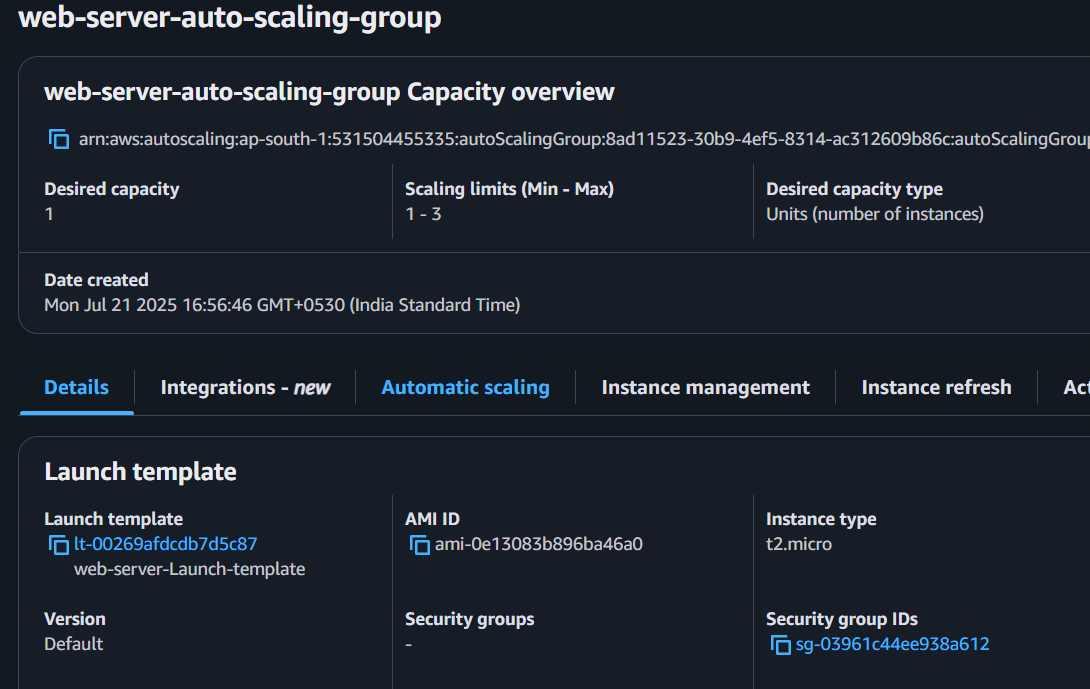 web-server-auto-scaling-group
web-server-auto-scaling-group Capacity overview
arn:aws:autoscaling:ap-south-1:531504455335:autoScalingGroup:8ad11523-30b9-4ef5-8314-ac312609b86c:autoScalingGrou
Desired capacity
1
Scaling limits (Min - Max)
1 - 3
Desired capacity type
Units (number of instances)
Date created
Mon Jul 21 2025 16:56:46 GMT+0530 (India Standard Time)
Details
Integrations - new
Automatic scaling
Instance management
Instance refresh
Act
Launch template
Launch template
lt-00269afdcdb7d5c87
web-server-Launch-template
AMI ID
ami-0e13083b896ba46a0
Instance type
t2.micro
Version
Default
Security groups
-
Security group IDs
sg-03961c44ee938a612